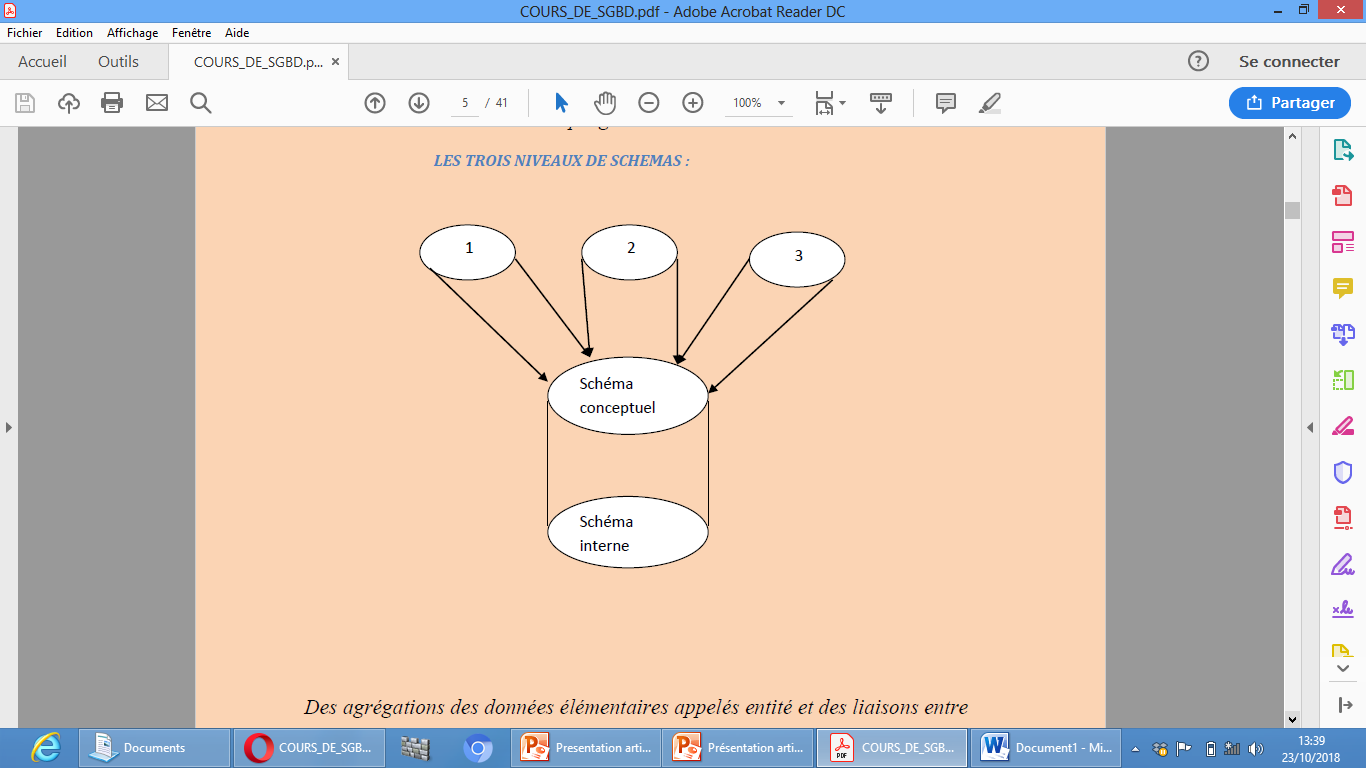 COURS_DE_SGBD.pdf - Adobe Acrobat Reader DC
Fichier Edition Affichage Fenêtre Aide
Accueil Outils COURS_DE_SGBD.p... × Se connecter
5 / 41 100% Partager
LES TROIS NIVEAUX DE SCHEMAS :
1 2 3
Schéma
conceptuel
Schéma
interne
Des agrégations des données élémentaires appelés entité et des liaisons entre
Documents COURS_DE_SGB... Presentation arti... Présentation arti... COURS_DE_SGB... Document1 - Mi... 13:39
23/10/2018